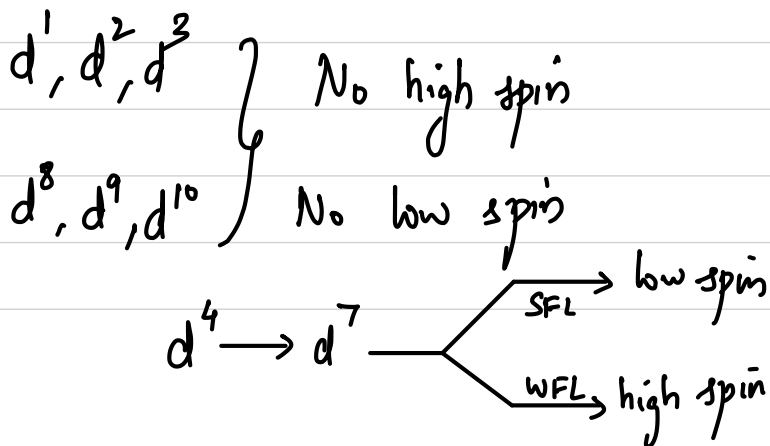 d¹, d², d³ } No high spin
d⁸, d⁹, d¹⁰ No low spin
d⁴ → d⁷ SFL → low spin
WFL → high spin